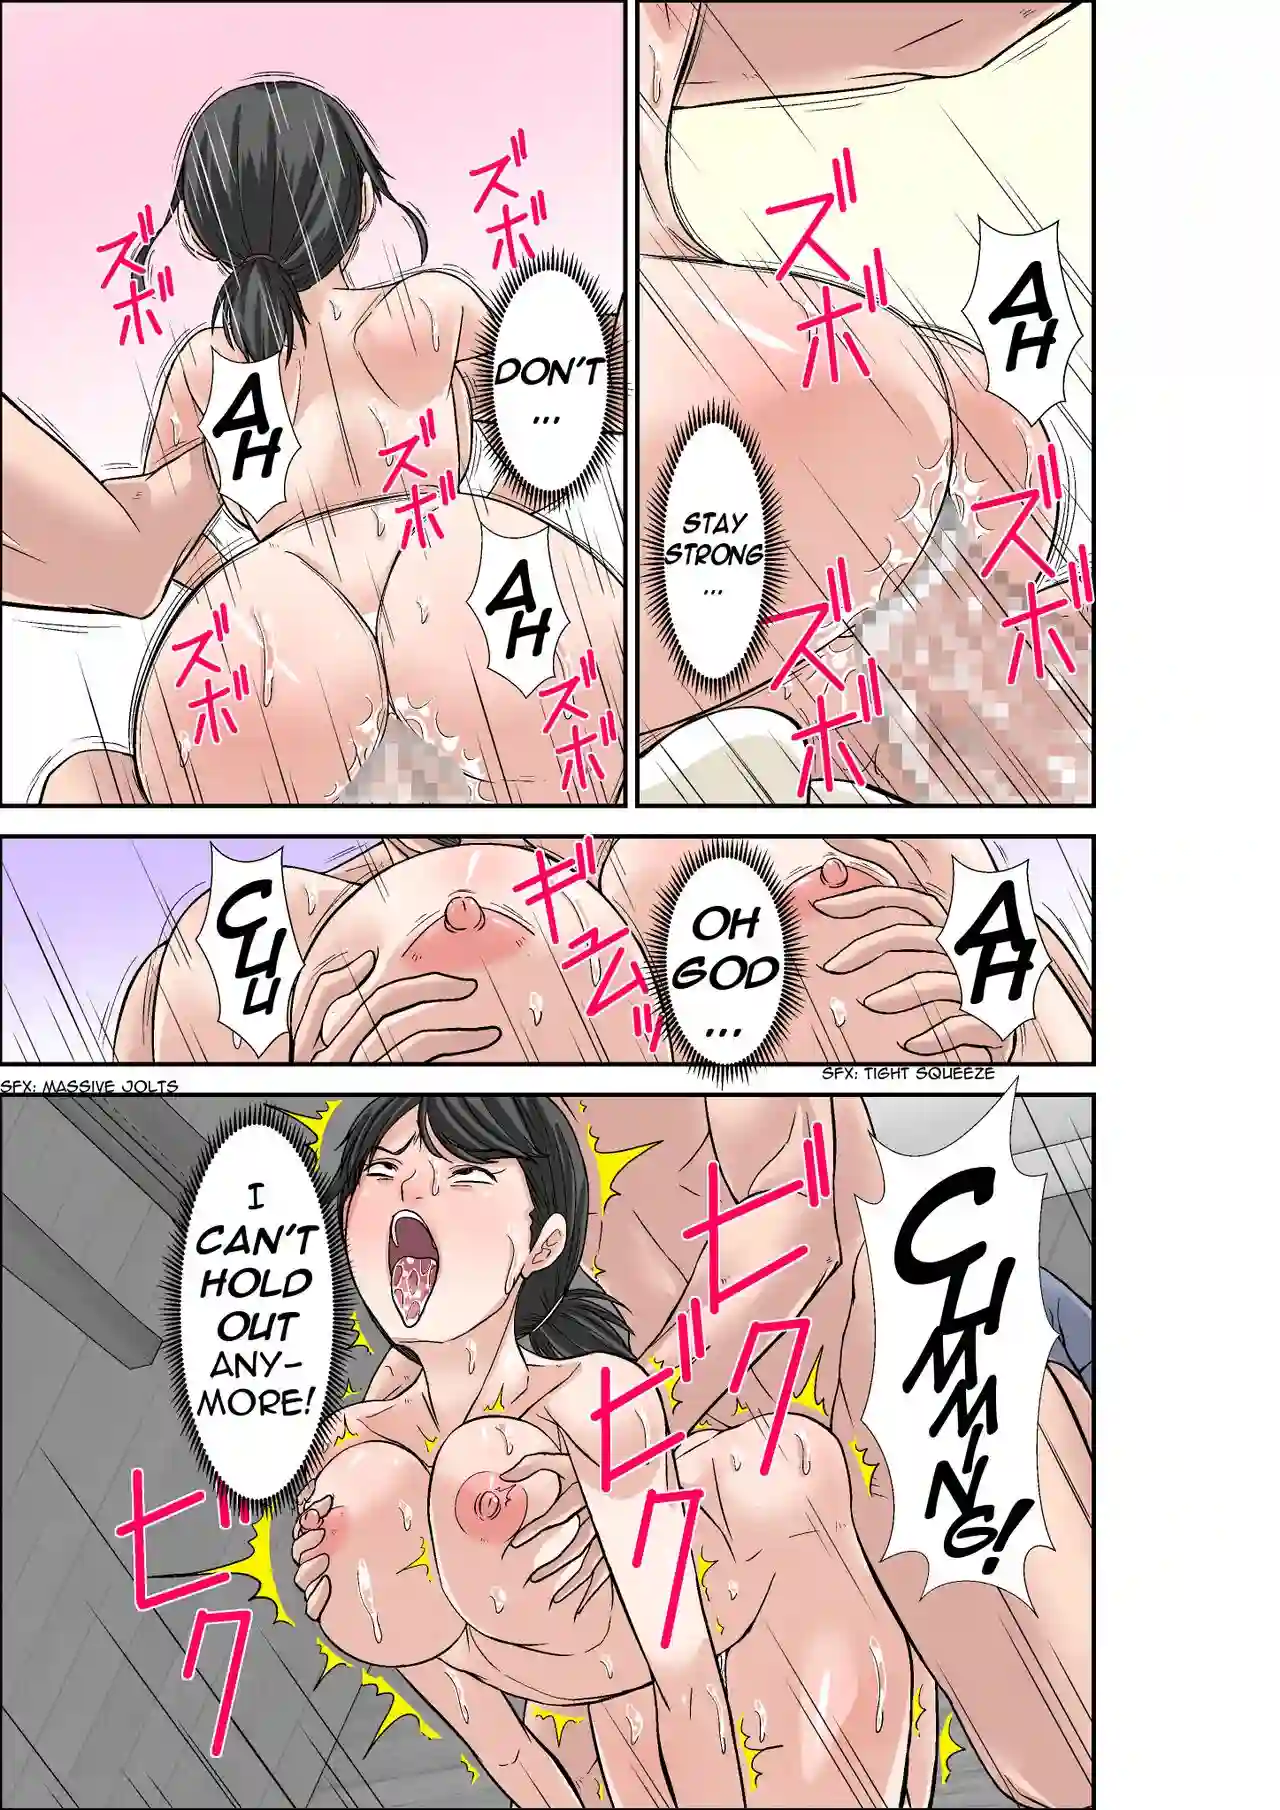 ズボ
AH
STAY
STRONG
...
ズボ
ズボ
ズボ
DON'T
...
ズボ
AH
ズボ
AH
ズボ
ズボ
AH
OH
GOD
...
ギュムッ
CUU
SFX: MASSIVE JOLTS
SFX: TIGHT SQUEEZE
CUMMING!
ビク
ビク
I
CAN'T
HOLD
OUT
ANY-
MORE!
ビク